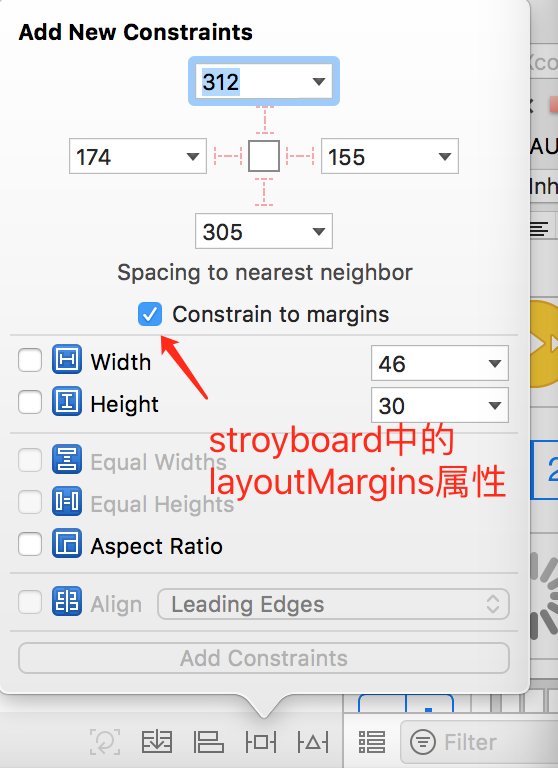 Add New Constraints
312
Xco
174
155
AU
Inh
305
Spacing to nearest neighbor
Constrain to margins
Width
46
Height
30
stroyboard中的
Equal Widths
2
layoutMargins属性
Equal Heights
Aspect Ratio
Align
Leading Edges
Add Constraints
Filter